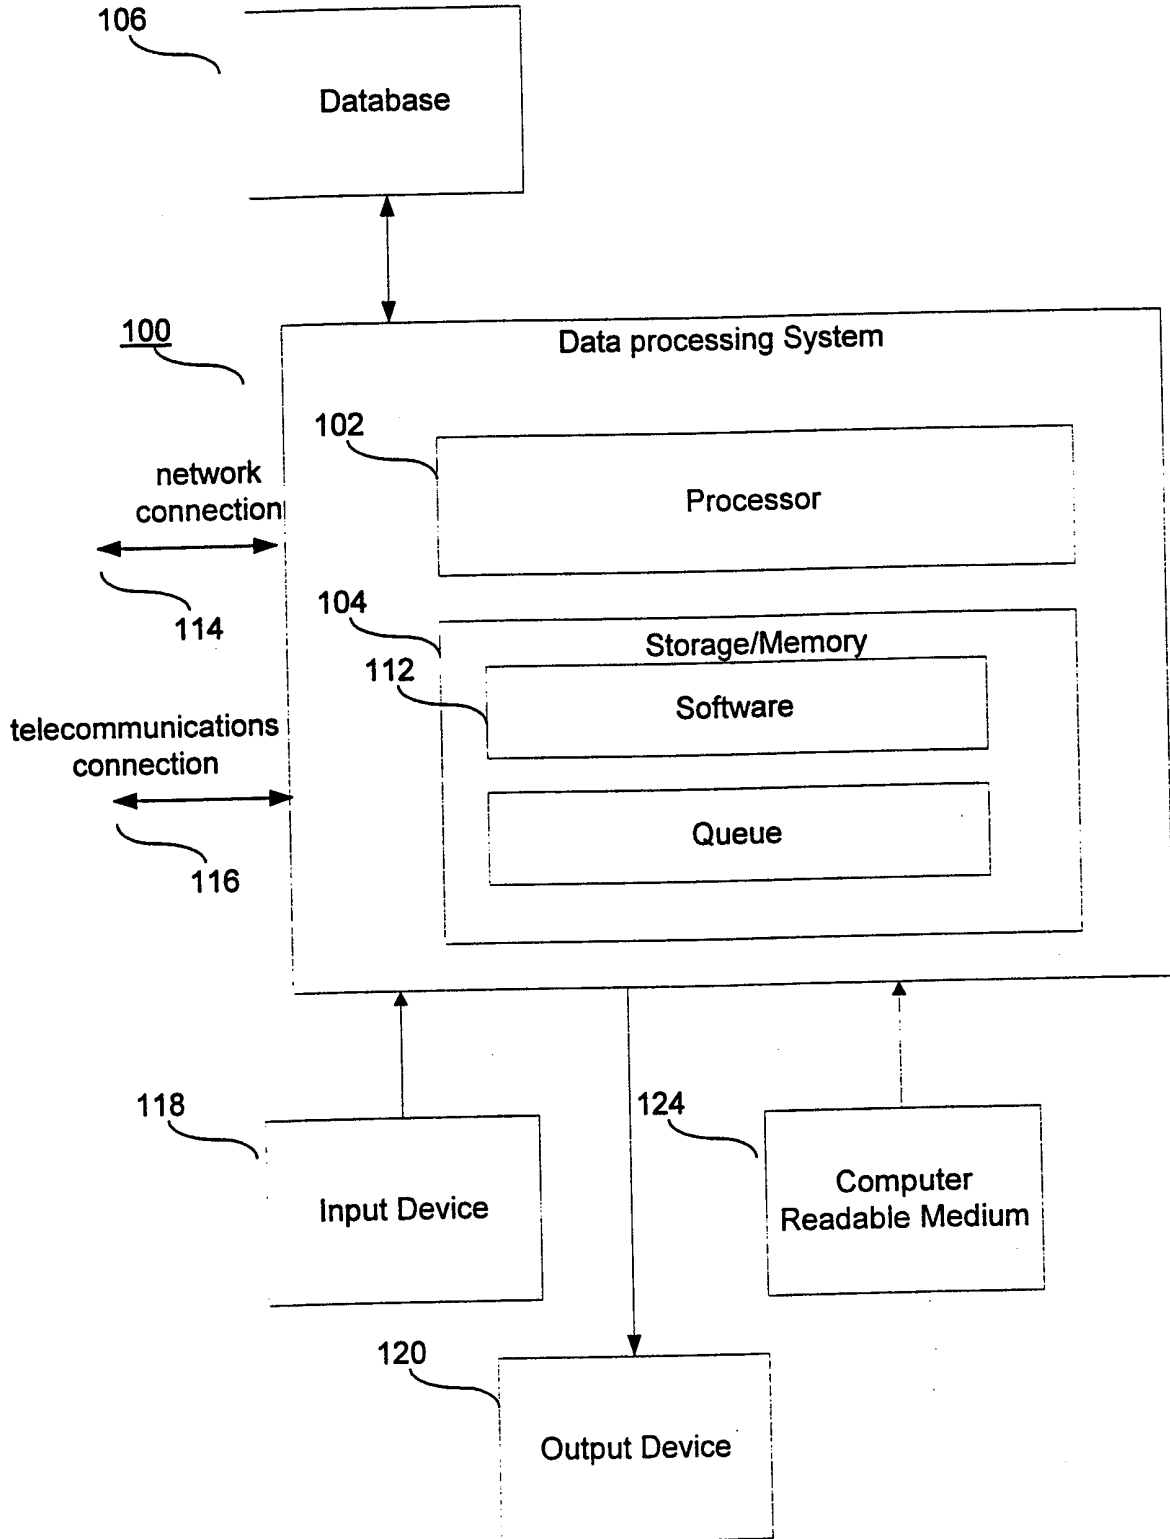 106
Database
100
Data processing System
102
Processor
network
connection
114
104
Storage/Memory
112
Software
telecommunications
connection
Queue
116
118
Input Device
124
Computer
Readable Medium
120
Output Device